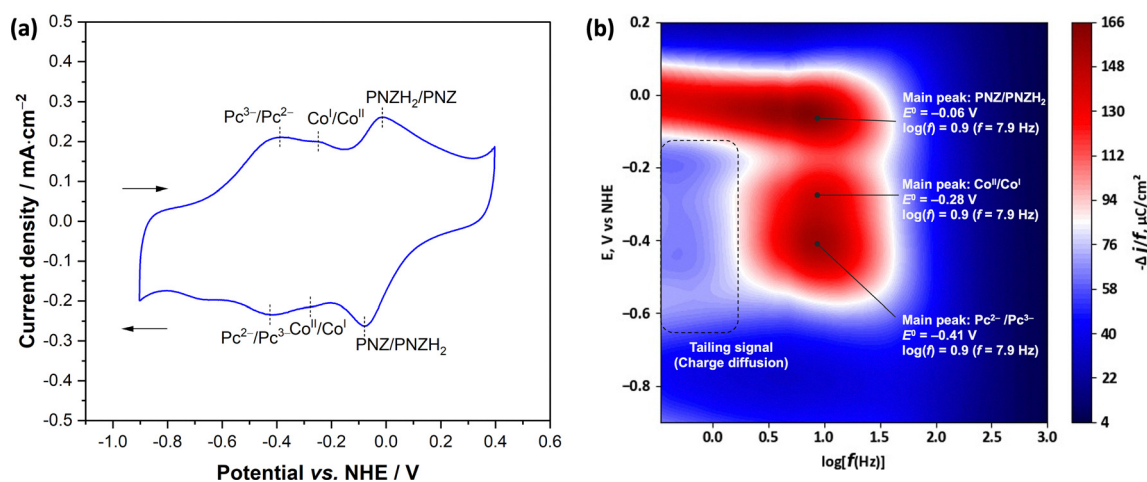 (a)
0.5
0.4
0.3
0.2
0.1
0.0
-0.1
-0.2
-0.3
-0.4
-0.5
Current density / mA·cm⁻²
Pc³⁻/Pc²⁻
Coᴵ/Coᴵᴵ
PNZH₂/PNZ
Pc²⁻/Pc³⁻
Coᴵᴵ/Coᴵ
PNZ/PNZH₂
-1.0 -0.8 -0.6 -0.4 -0.2 0.0 0.2 0.4 0.6
Potential vs. NHE / V
(b)
0.2
0.0
−0.2
−0.4
−0.6
−0.8
E, V vs NHE
Main peak: PNZ/PNZH₂
E⁰ = −0.06 V
log(f) = 0.9 (f = 7.9 Hz)
Main peak: Coᴵᴵ/Coᴵ
E⁰ = −0.28 V
log(f) = 0.9 (f = 7.9 Hz)
Main peak: Pc²⁻/Pc³⁻
E⁰ = −0.41 V
log(f) = 0.9 (f = 7.9 Hz)
Tailing signal
(Charge diffusion)
0.0 0.5 1.0 1.5 2.0 2.5 3.0
log[f(Hz)]
166
148
130
112
94
76
58
40
22
4
-Δ j/f, µC/cm²